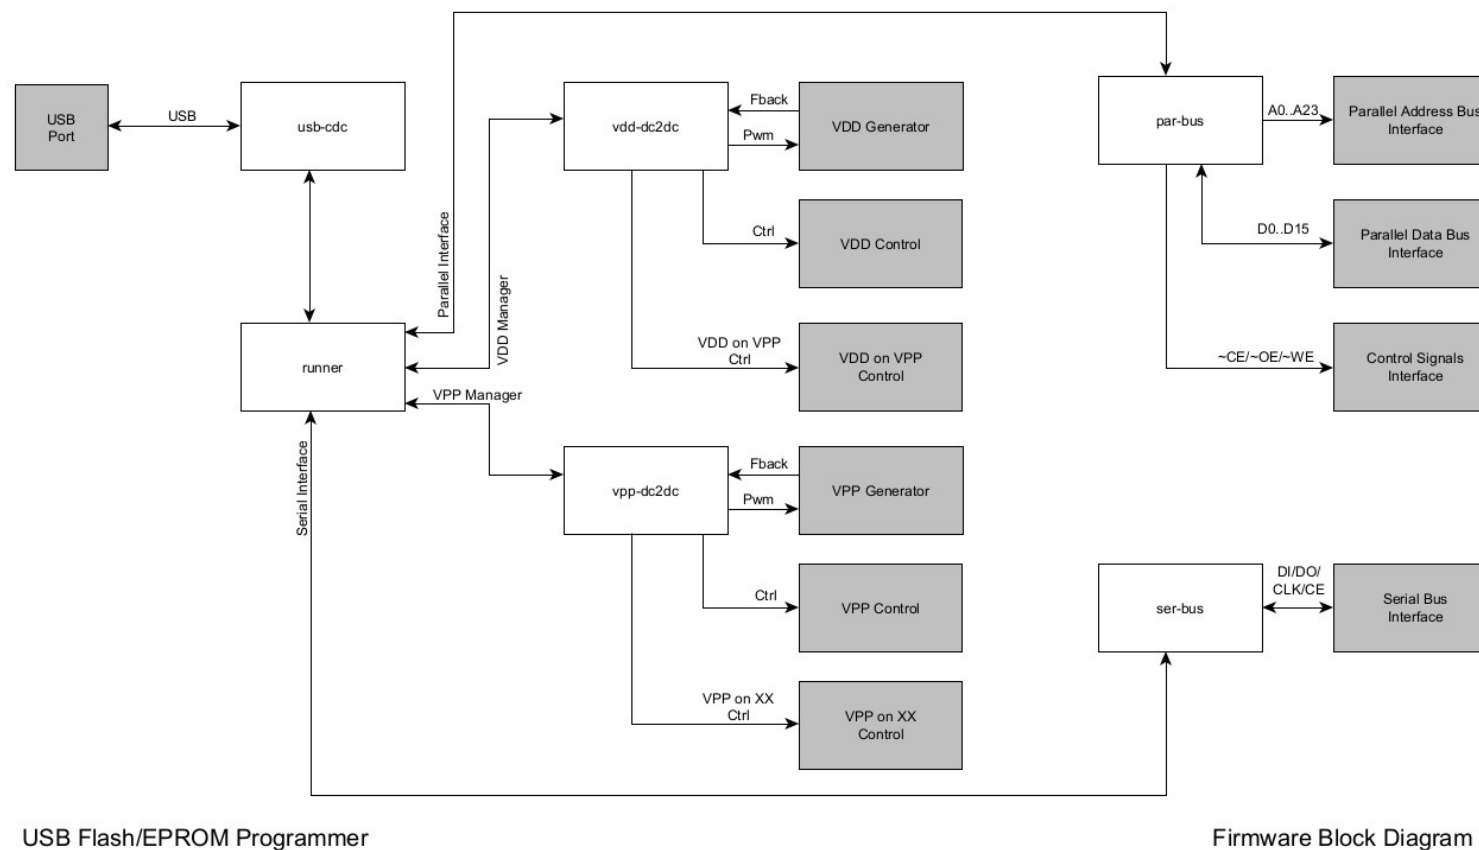 USB
Port
USB
usb-cdc
runner
Parallel Interface
VDD Manager
VPP Manager
Serial Interface
vdd-dc2dc
Fback
Pwm
VDD Generator
Ctrl
VDD Control
VDD on VPP
Ctrl
VDD on VPP
Control
vpp-dc2dc
Fback
Pwm
VPP Generator
Ctrl
VPP Control
VPP on XX
Ctrl
VPP on XX
Control
par-bus
A0..A23
Parallel Address Bus
Interface
D0..D15
Parallel Data Bus
Interface
~CE/~OE/~WE
Control Signals
Interface
ser-bus
DI/DO/
CLK/CE
Serial Bus
Interface
USB Flash/EPROM Programmer
Firmware Block Diagram